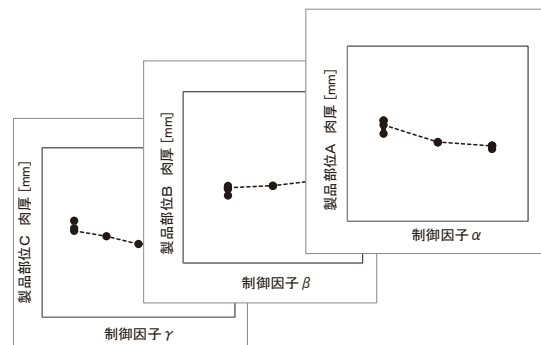 製品部位A 肉厚 [mm]
制御因子 α
製品部位B 肉厚 [mm]
制御因子 β
製品部位C 肉厚 [mm]
制御因子 γ